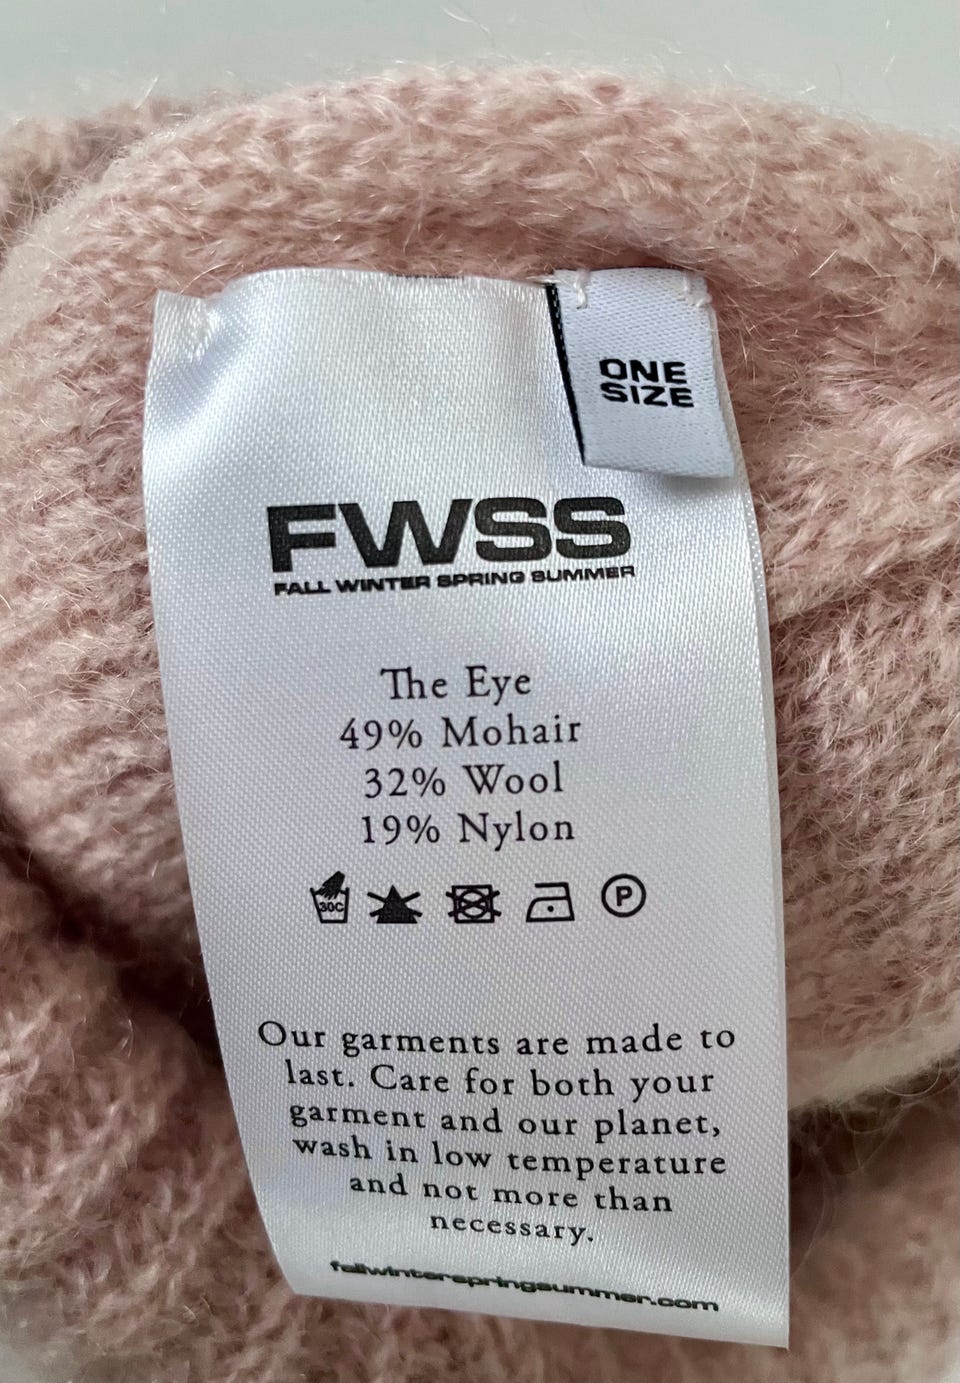 ONE
SIZE
FWSS
FALL WINTER SPRING SUMMER
The Eye
49% Mohair
32% Wool
19% Nylon
30C
P
Our garments are made to
last. Care for both your
garment and our planet,
wash in low temperature
and not more than
necessary.
fallwinterspringsummer.com